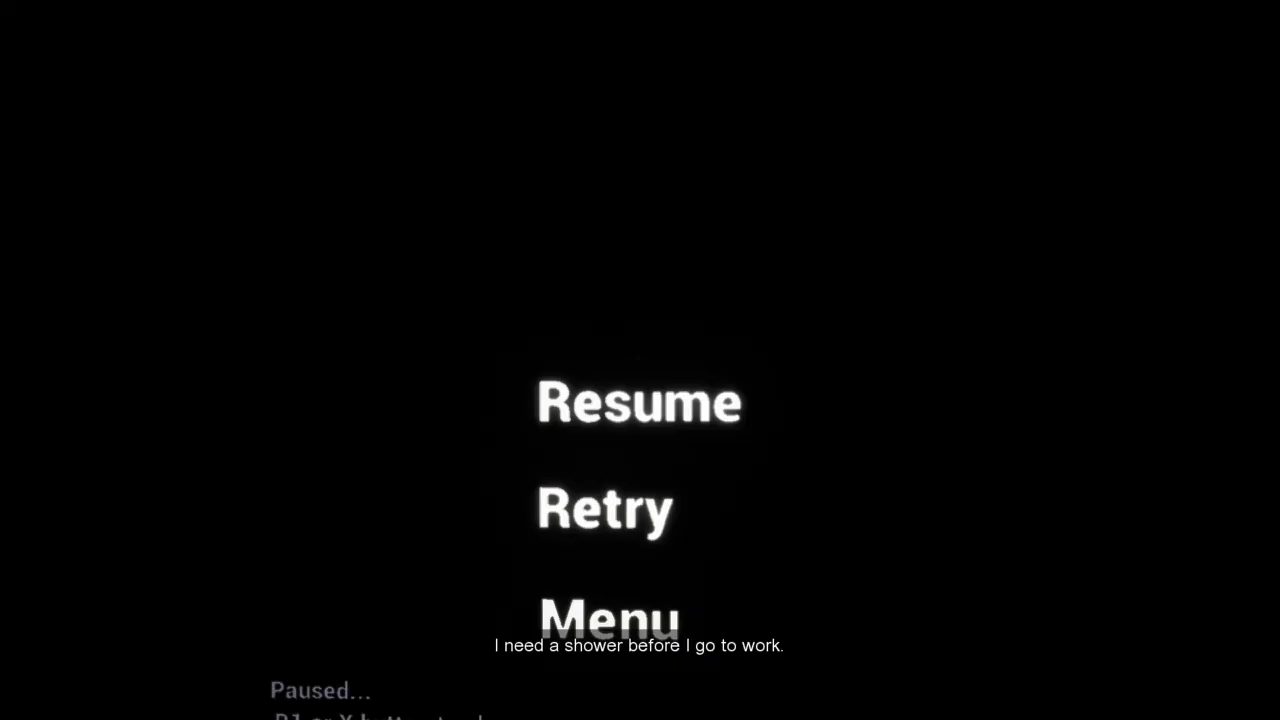 Resume
Retry
Menu
I need a shower before I go to work.
Paused...